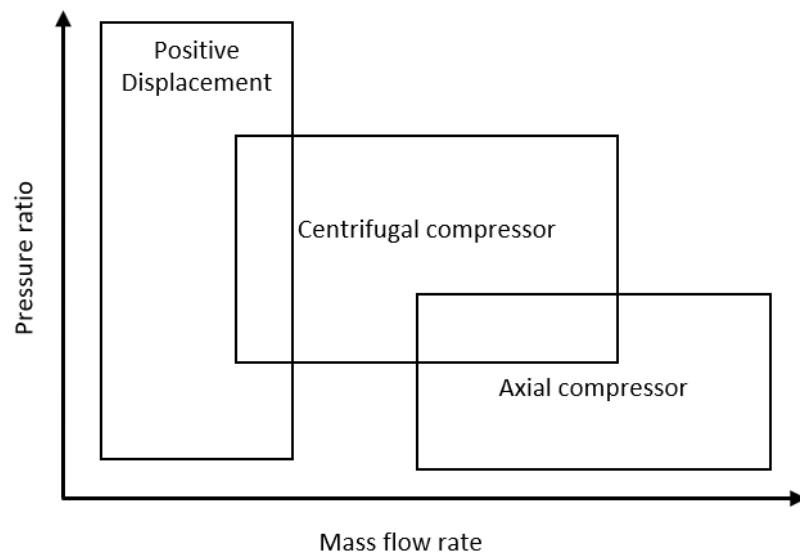 Positive
Displacement
Centrifugal compressor
Axial compressor
Pressure ratio
Mass flow rate